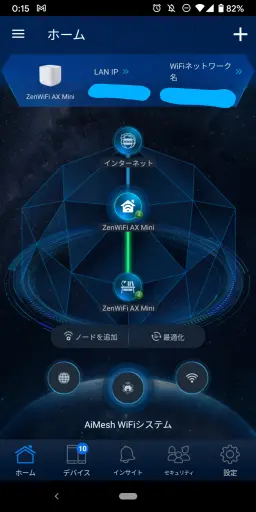 0:15
82%
ホーム
ZenWiFi AX Mini
LAN IP
WiFiネットワーク
名
インターネット
ZenWiFi AX Mini
ZenWiFi AX Mini
ノードを追加
最適化
AiMesh WiFiシステム
10
ホーム
デバイス
インサイト
セキュリティ
設定